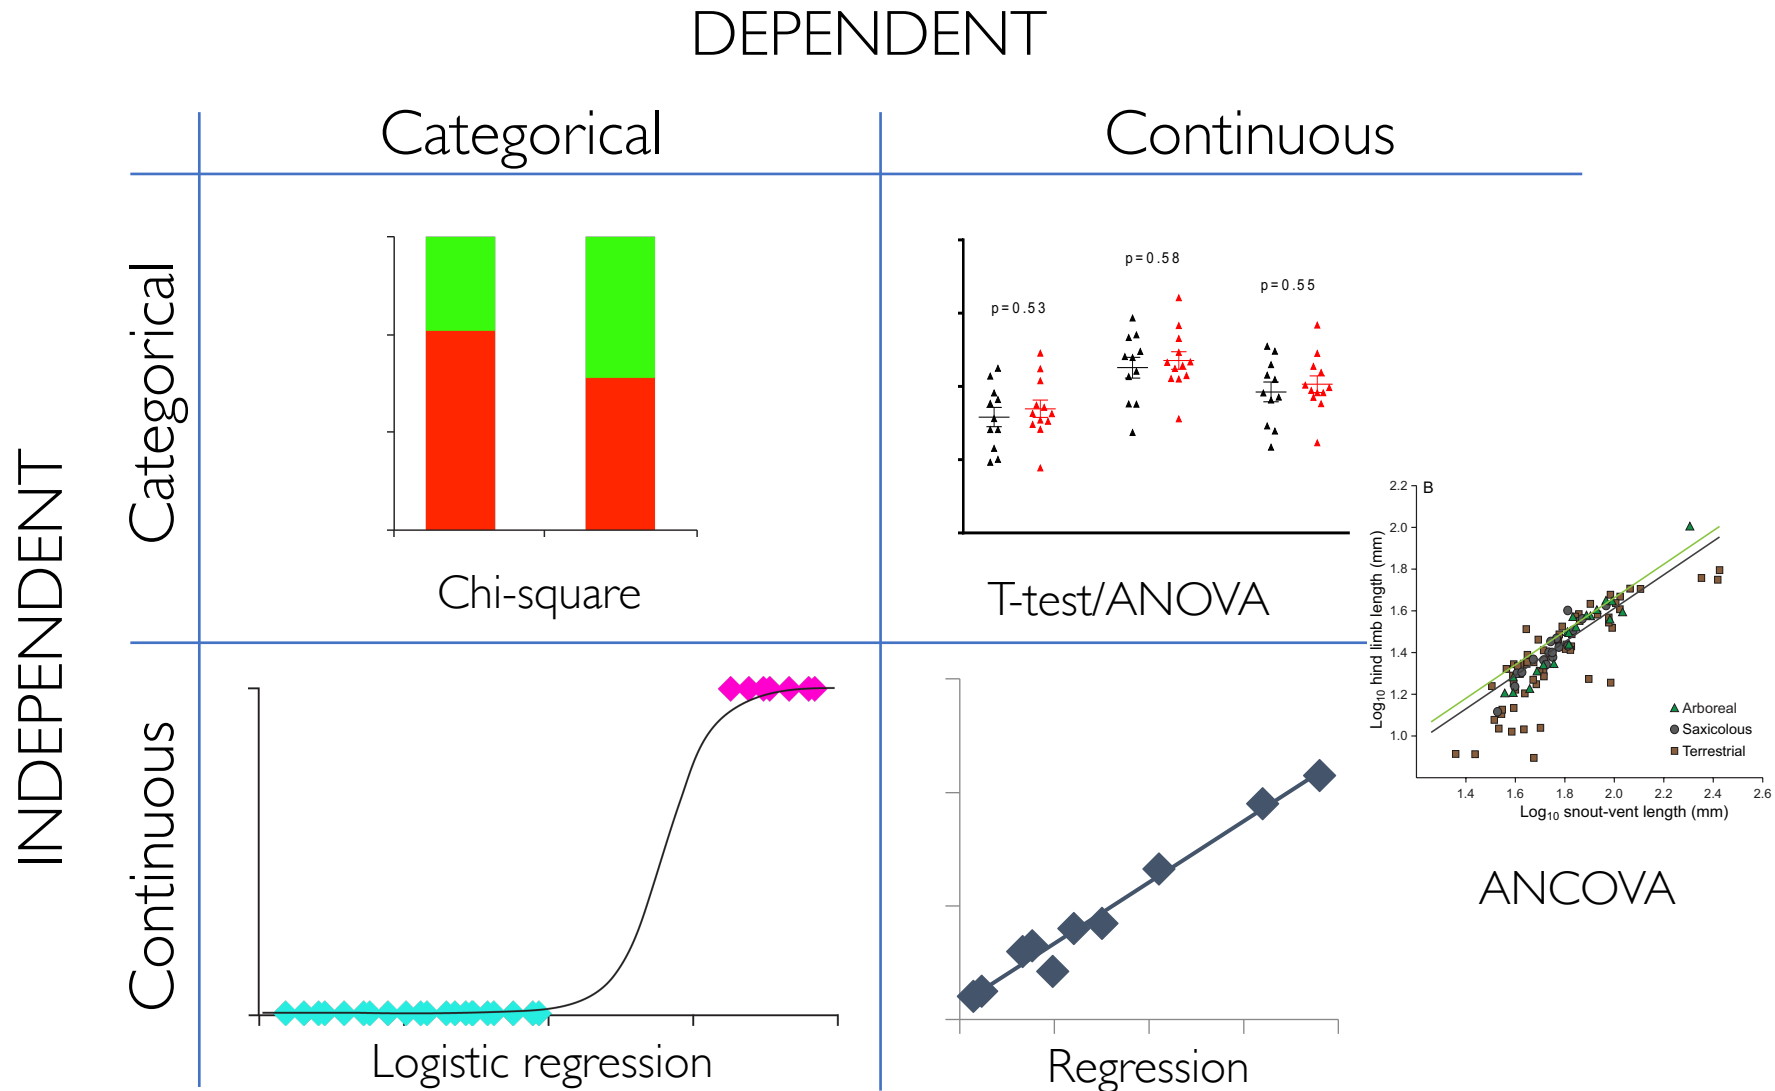 DEPENDENT
Categorical
Continuous
INDEPENDENT
Categorical
p=0.53
p=0.58
p=0.55
Chi-square
T-test/ANOVA
B
2.2
2.0
1.8
1.6
1.4
1.2
1.0
Log₁₀ hind limb length (mm)
Arboreal
Saxicolous
Terrestrial
1.4 1.6 1.8 2.0 2.2 2.4 2.6
Log₁₀ snout-vent length (mm)
ANCOVA
Continuous
Logistic regression
Regression